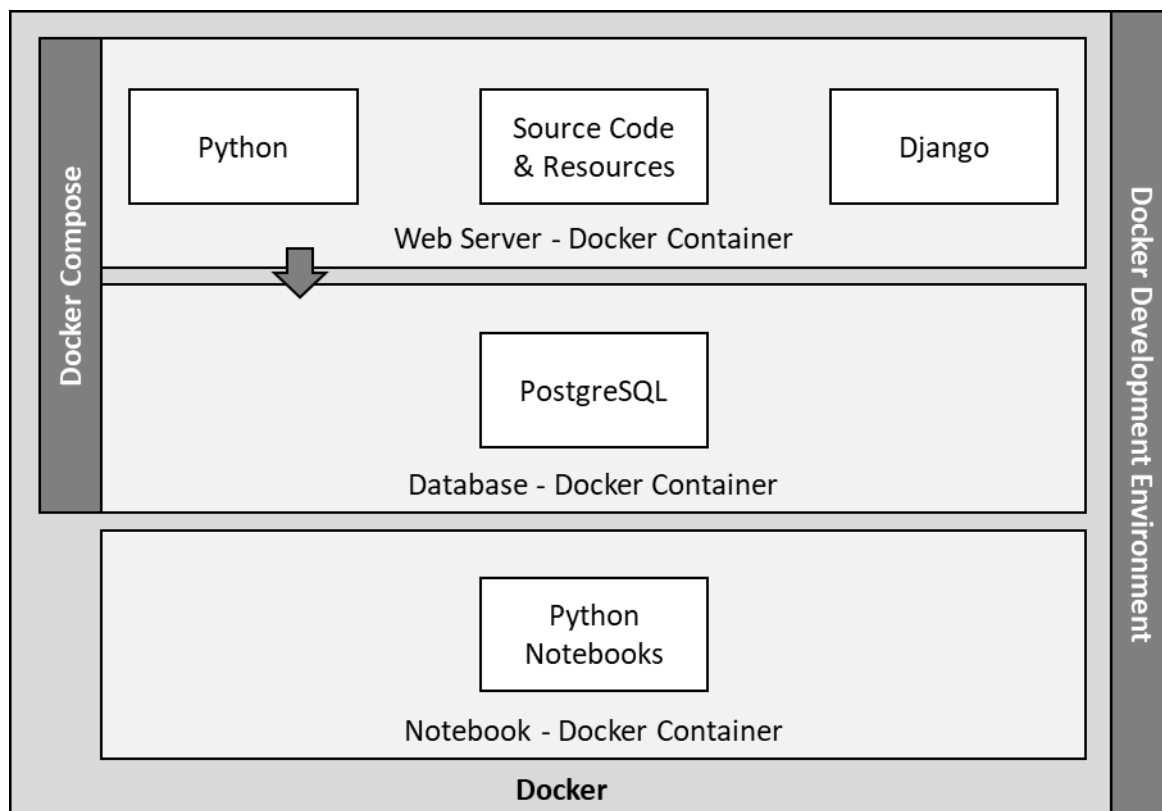 Docker Compose
Python
Source Code
& Resources
Django
Web Server - Docker Container
PostgreSQL
Database - Docker Container
Python
Notebooks
Notebook - Docker Container
Docker
Docker Development Environment